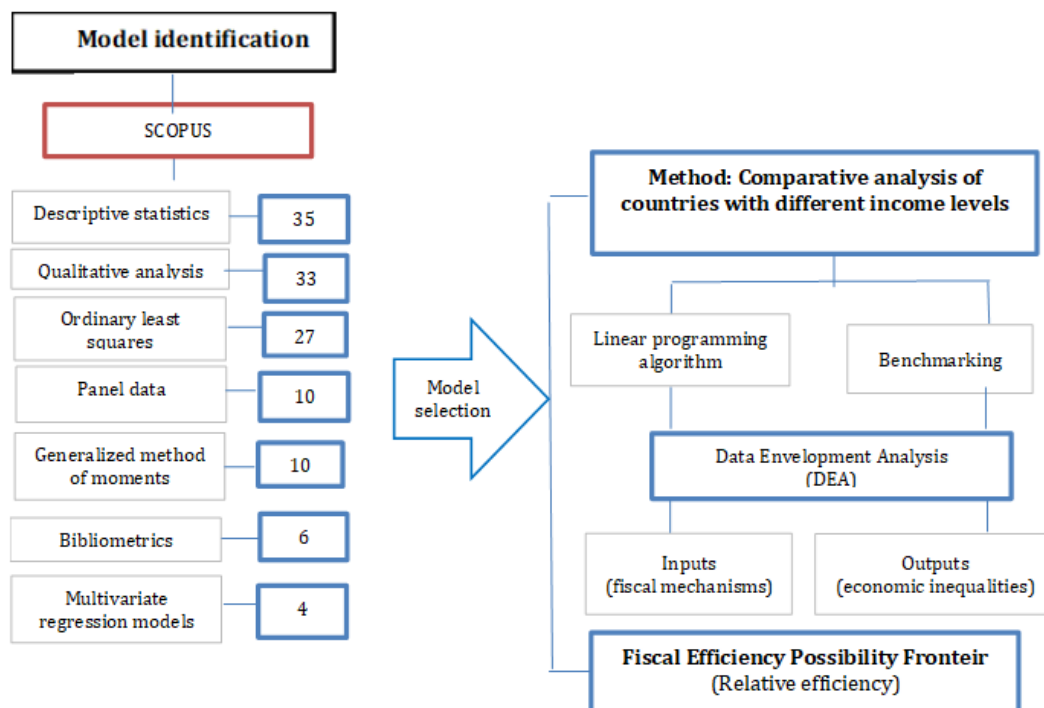 Model identification
SCOPUS
Descriptive statistics
35
Qualitative analysis
33
Ordinary least
squares
27
Panel data
10
Generalized method
of moments
10
Bibliometrics
6
Multivariate
regression models
4
Model
selection
Method: Comparative analysis of
countries with different income levels
Linear programming
algorithm
Benchmarking
Data Envelopment Analysis
(DEA)
Inputs
(fiscal mechanisms)
Outputs
(economic inequalities)
Fiscal Efficiency Possibility Fronteir
(Relative efficiency)